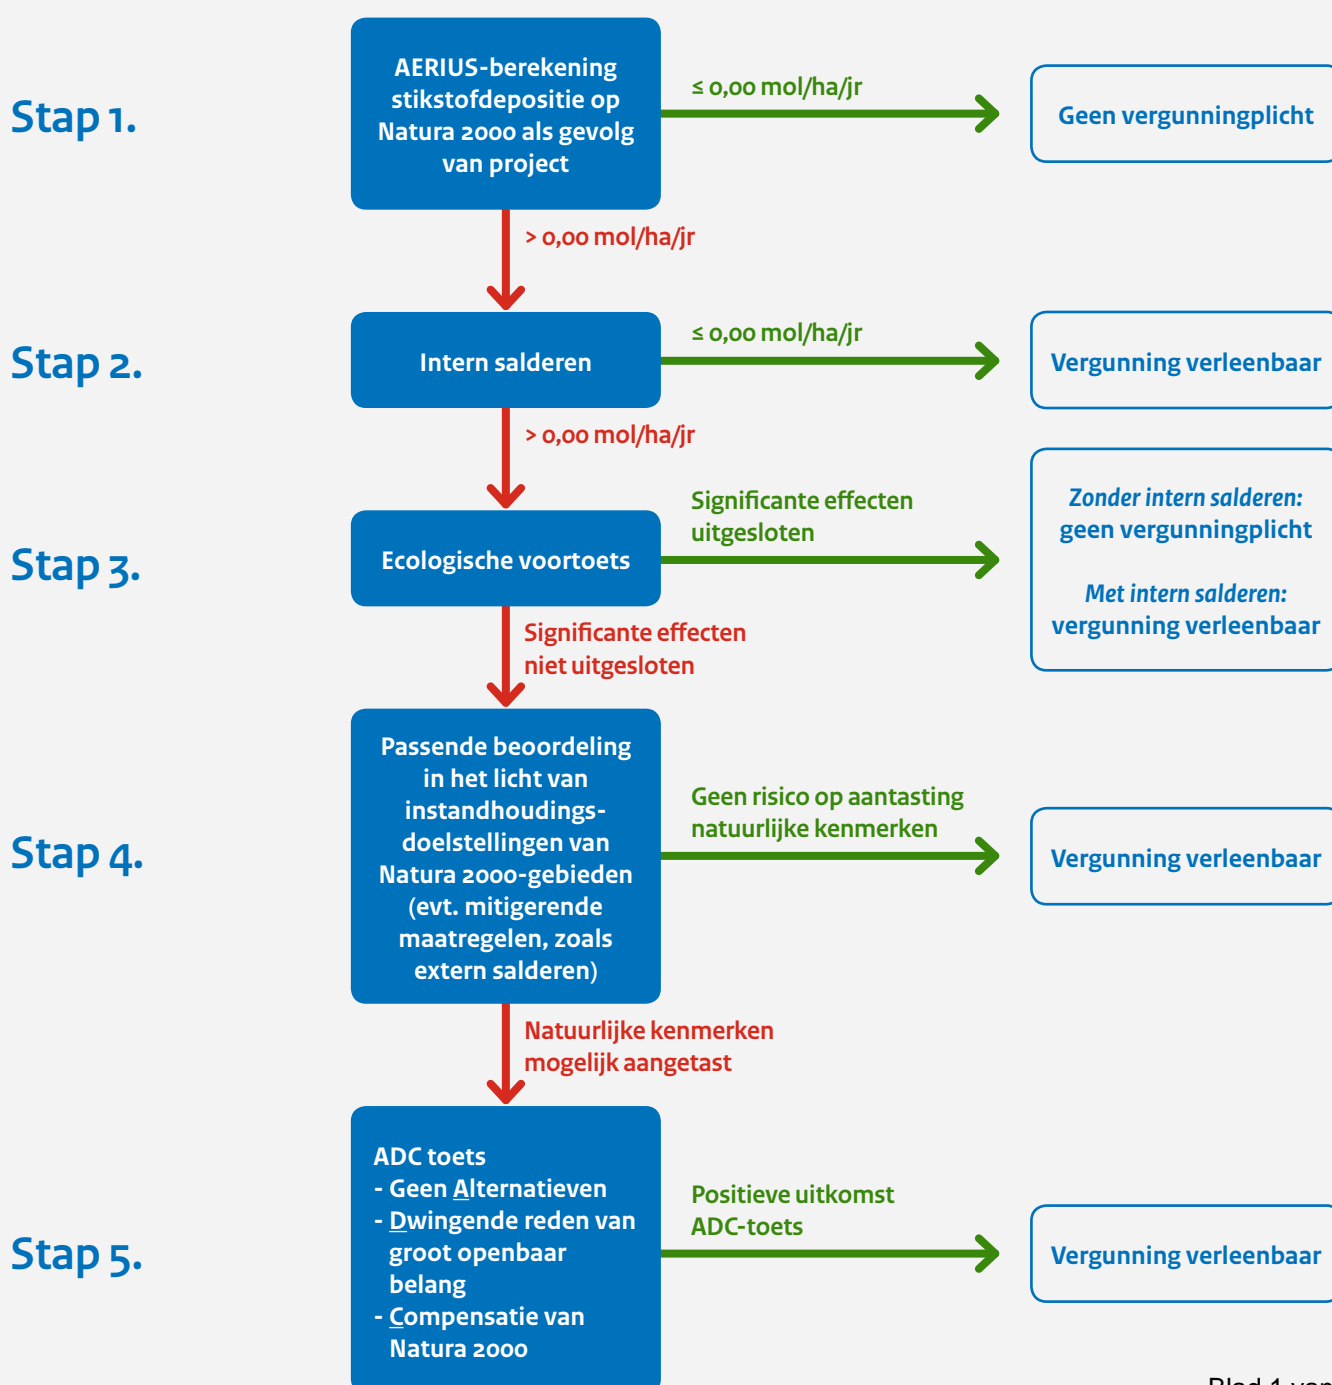 Stap 1.
AERIUS-berekening
stikstofdepositie op
Natura 2000 als gevolg
van project
≤ 0,00 mol/ha/jr
Geen vergunningplicht
> 0,00 mol/ha/jr
Stap 2.
Intern salderen
≤ 0,00 mol/ha/jr
Vergunning verleenbaar
> 0,00 mol/ha/jr
Stap 3.
Ecologische voortoets
Significante effecten
uitgesloten
Zonder intern salderen:
geen vergunningplicht
Met intern salderen:
vergunning verleenbaar
Significante effecten
niet uitgesloten
Stap 4.
Passende beoordeling
in het licht van
instandhoudings-
doelstellingen van
Natura 2000-gebieden
(evt. mitigerende
maatregelen, zoals
extern salderen)
Geen risico op aantasting
natuurlijke kenmerken
Vergunning verleenbaar
Natuurlijke kenmerken
mogelijk aangetast
Stap 5.
ADC toets
- Geen Alternatieven
- Dwingende reden van
groot openbaar
belang
- Compensatie van
Natura 2000
Positieve uitkomst
ADC-toets
Vergunning verleenbaar
Blad 1 van